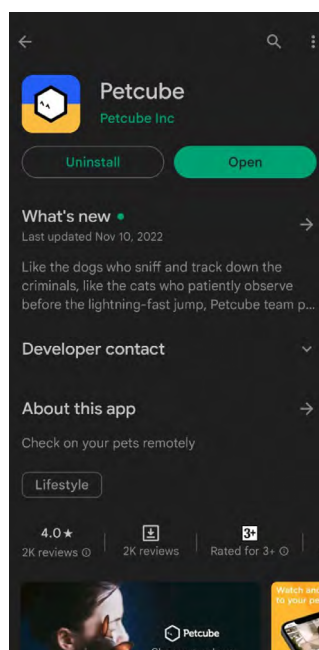 Petcube
Petcube Inc
Uninstall
Open
What's new
Last updated Nov 10, 2022
Like the dogs who sniff and track down the
criminals, like the cats who patiently observe
before the lightning-fast jump, Petcube team p...
Developer contact
About this app
Check on your pets remotely
Lifestyle
4.0★
2K reviews
2K reviews
3+
Rated for 3+
Petcube
Watch and
to your pe